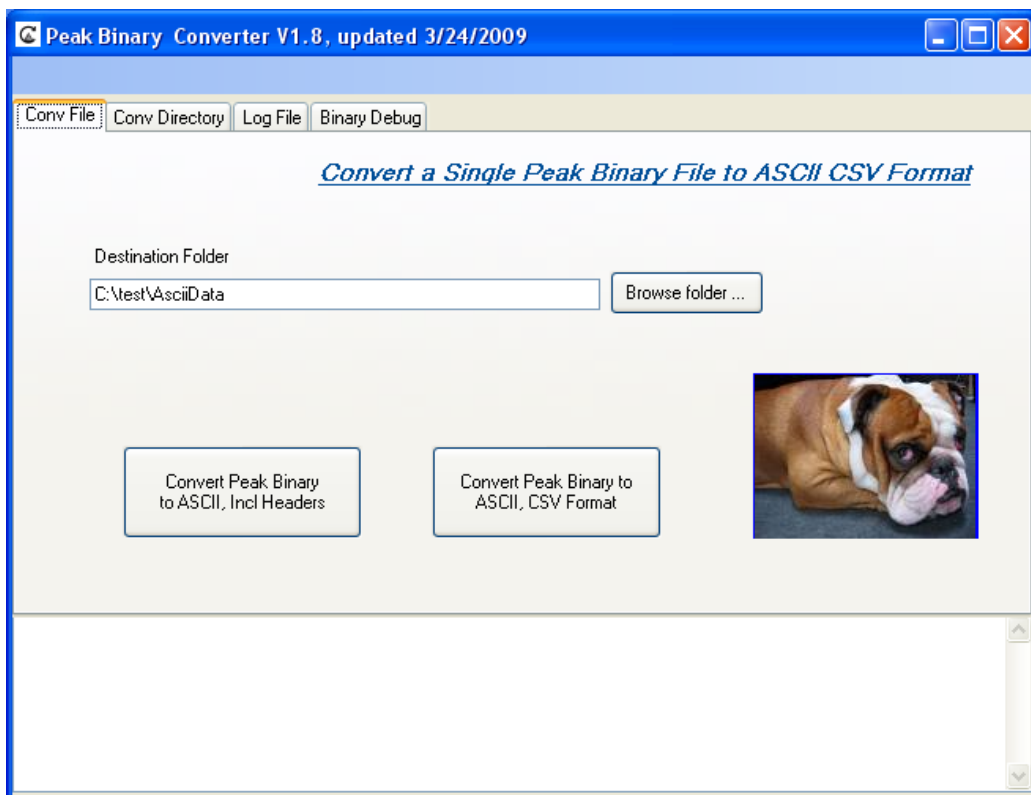 Peak Binary  Converter V1.8, updated 3/24/2009
Conv File Conv Directory Log File Binary Debug
Convert a Single Peak Binary File to ASCII CSV Format
Destination Folder
C:\test\AsciiData Browse folder ...
Convert Peak Binary
to ASCII, Incl Headers
Convert Peak Binary to
ASCII, CSV Format